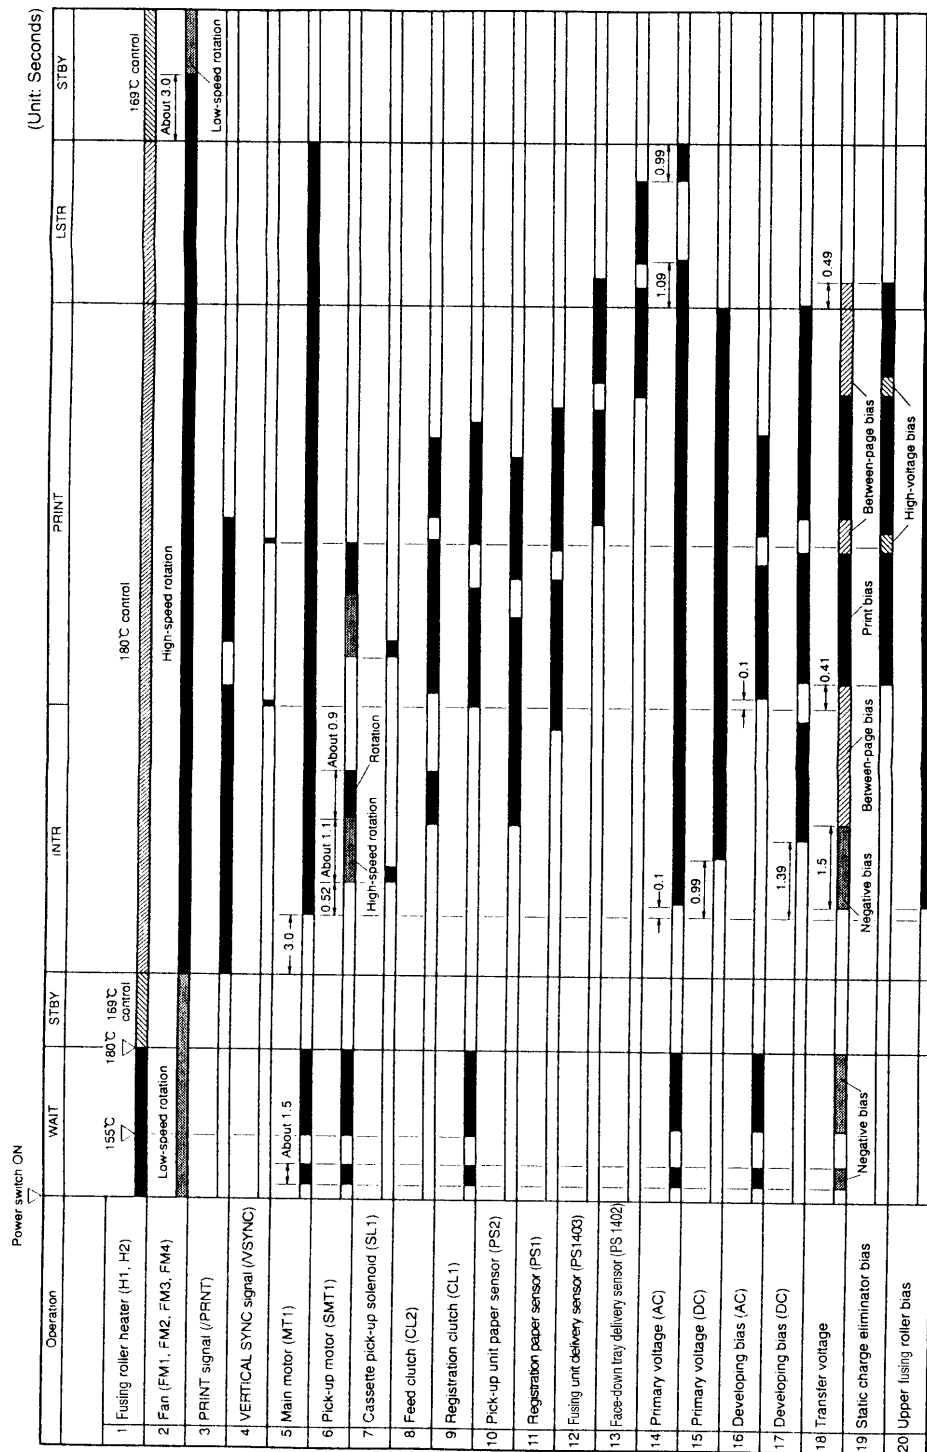 (Unit: Seconds)
Power switch ON
Operation
WAIT
STBY
INTR
PRINT
LSTR
STBY
1 Fusing roller heater (H1, H2)
155℃
180℃
169℃ control
180℃ control
169℃ control
2 Fan (FM1, FM2, FM3, FM4)
Low-speed rotation
High-speed rotation
About 3.0
Low-speed rotation
3 PRINT signal (/PRNT)
4 VERTICAL SYNC signal (/VSYNC)
5 Main motor (MT1)
About 1.5
3.0
6 Pick-up motor (SMT1)
0.52
About 1.1
About 0.9
High-speed rotation
Rotation
7 Cassette pick-up solenoid (SL1)
8 Feed clutch (CL2)
9 Registration clutch (CL1)
10 Pick-up unit paper sensor (PS2)
11 Registration paper sensor (PS1)
12 Fusing unit delivery sensor (PS1403)
13 Face-down tray delivery sensor (PS 1402)
14 Primary voltage (AC)
0.1
1.09
0.99
15 Primary voltage (DC)
0.99
16 Developing bias (AC)
0.1
17 Developing bias (DC)
1.39
18 Transfer voltage
Negative bias
1.5
Negative bias
Between-page bias
0.41
Print bias
Between-page bias
0.49
19 Static charge eliminator bias
High-voltage bias
20 Upper fusing roller bias